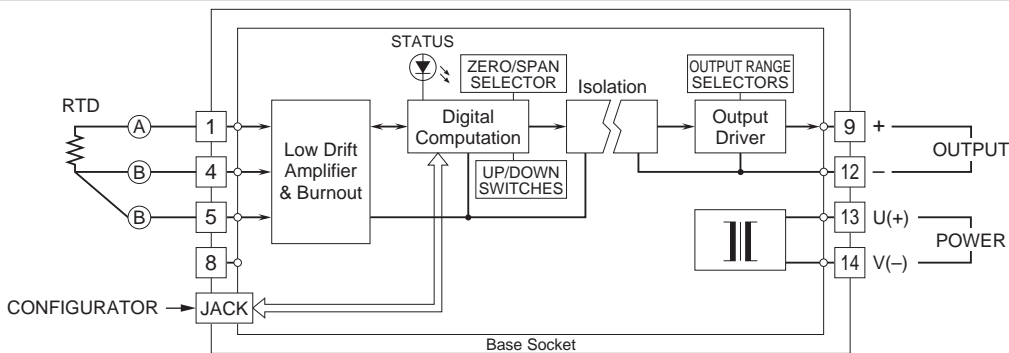 STATUS
ZERO/SPAN
SELECTOR
OUTPUT RANGE
SELECTORS
Isolation
RTD
A
1
Digital
Computation
Output
Driver
9
+
OUTPUT
Low Drift
Amplifier
& Burnout
B
4
UP/DOWN
SWITCHES
12
–
B
5
13
U(+)
POWER
8
14
V(–)
CONFIGURATOR
JACK
Base Socket